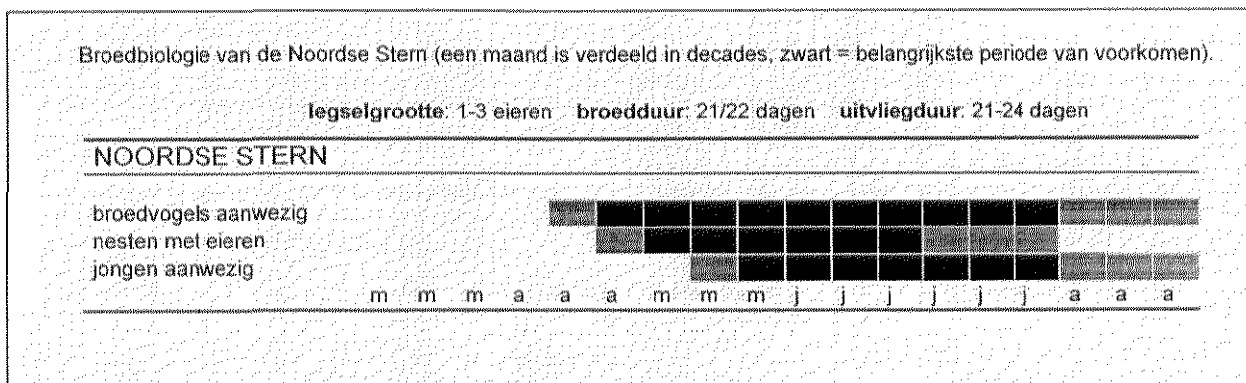 Broedbiologie van de Noordse Stern (een maand is verdeeld in decades, zwart = belangrijkste periode van voorkomen).
legselgrootte: 1-3 eieren broedduur: 21/22 dagen uitvliegduur: 21-24 dagen
NOORDSE STERN
broedvogels aanwezig
nesten met eieren
jongen aanwezig
m m m a a a m m m j j j j j j a a a